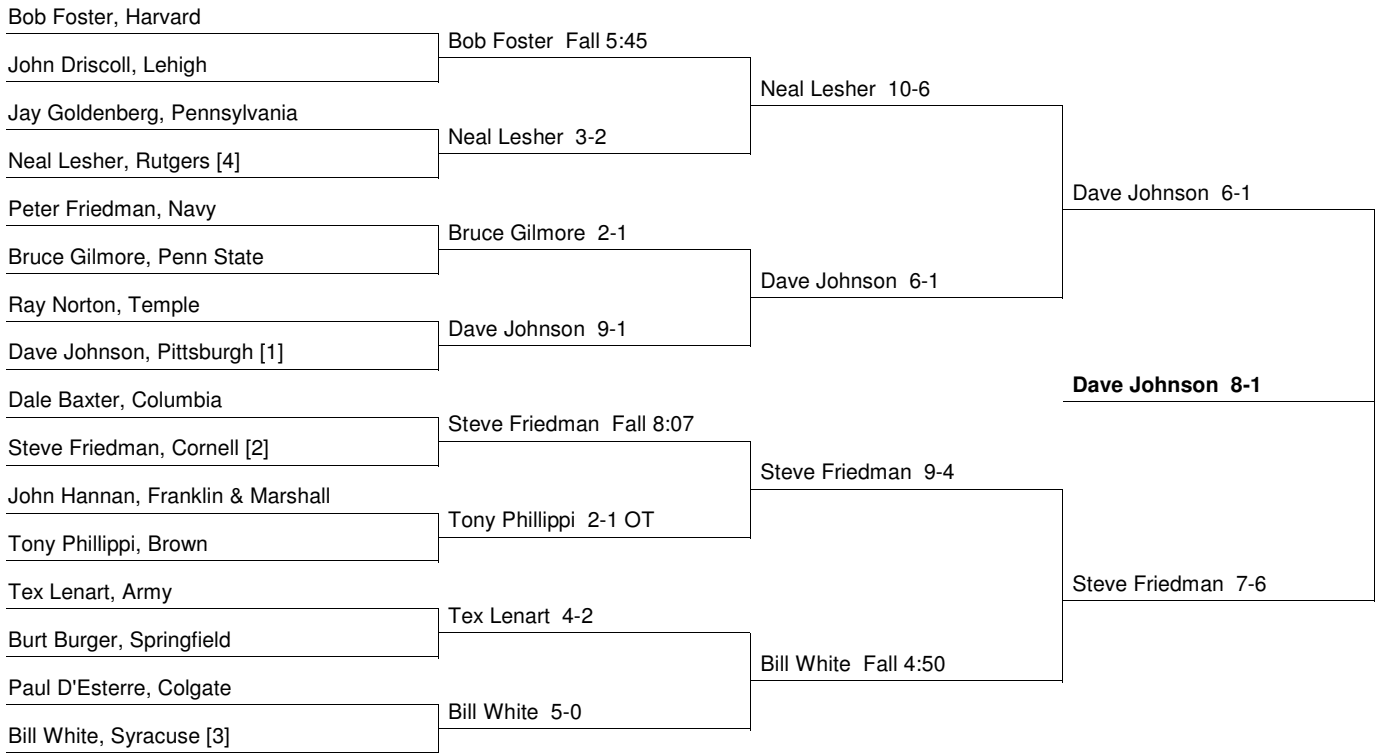 Bob Foster, Harvard
John Driscoll, Lehigh
Jay Goldenberg, Pennsylvania
Neal Lesher, Rutgers [4]
Peter Friedman, Navy
Bruce Gilmore, Penn State
Ray Norton, Temple
Dave Johnson, Pittsburgh [1]
Dale Baxter, Columbia
Steve Friedman, Cornell [2]
John Hannan, Franklin & Marshall
Tony Phillippi, Brown
Tex Lenart, Army
Burt Burger, Springfield
Paul D'Esterre, Colgate
Bill White, Syracuse [3]
Bob Foster Fall 5:45
Neal Lesher 3-2
Bruce Gilmore 2-1
Dave Johnson 9-1
Steve Friedman Fall 8:07
Tony Phillippi 2-1 OT
Tex Lenart 4-2
Bill White 5-0
Neal Lesher 10-6
Dave Johnson 6-1
Steve Friedman 9-4
Bill White Fall 4:50
Dave Johnson 6-1
Steve Friedman 7-6
Dave Johnson 8-1